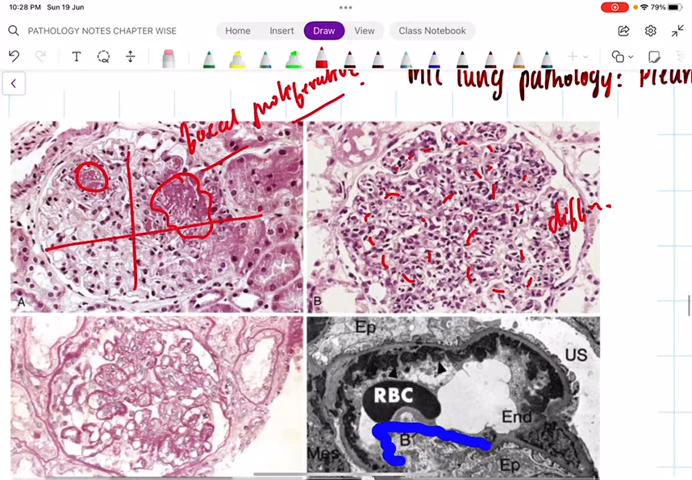 10:28 PM Sun 19 Jun
79%
PATHOLOGY NOTES CHAPTER WISE
Home Insert Draw View Class Notebook
MIC lung pathology: Pleur
focal proliferative
A
B
Ep
US
RBC
End
B
Mes
Ep